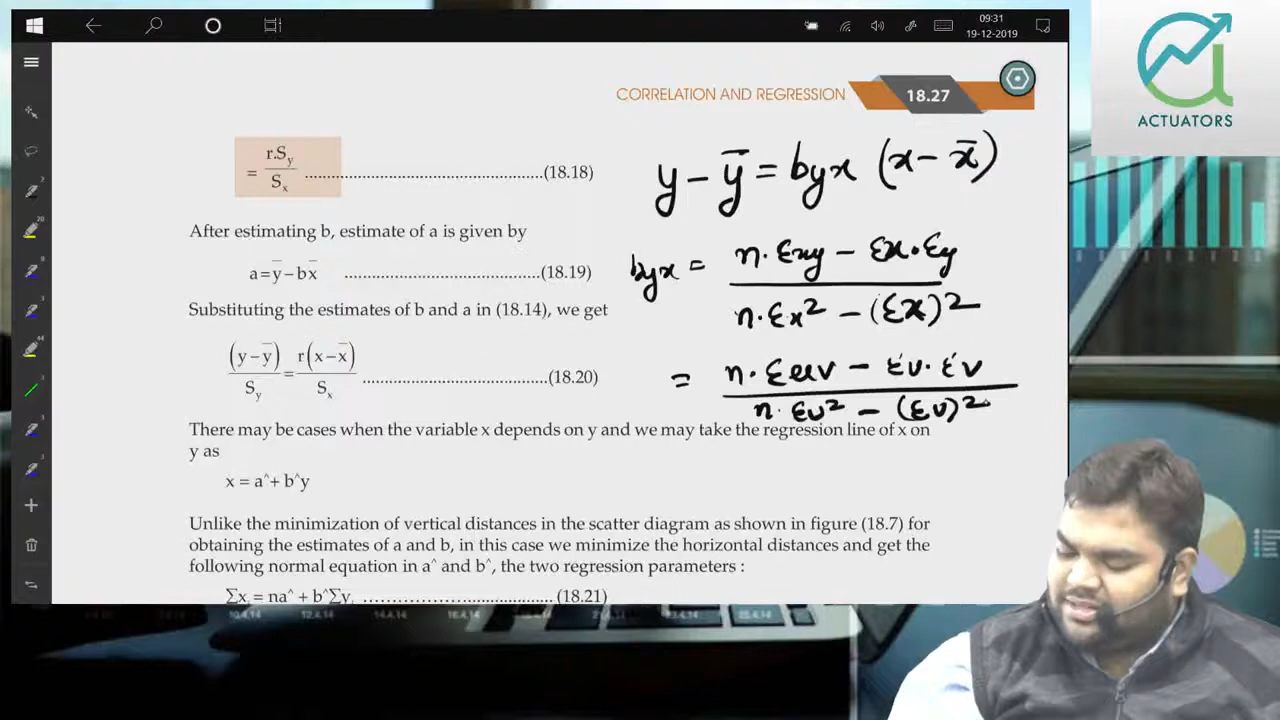 09:31
19-12-2019
ACTUATORS
CORRELATION AND REGRESSION 18.27
= r.Sy / Sx ................................................(18.18)
y - ȳ = byx (x - x̄)
After estimating b, estimate of a is given by
a = ȳ – bx̄ .......................................(18.19)
byx = n·Σxy - Σx·Σy / n·Σx² - (Σx)²
Substituting the estimates of b and a in (18.14), we get
(y – ȳ) / Sy = r(x – x̄) / Sx .....................................(18.20)
= n·Σuv - Σu·Σv / n·Σu² - (Σu)²
There may be cases when the variable x depends on y and we may take the regression line of x on
y as
x = a^+ b^y
Unlike the minimization of vertical distances in the scatter diagram as shown in figure (18.7) for
obtaining the estimates of a and b, in this case we minimize the horizontal distances and get the
following normal equation in a^ and b^, the two regression parameters :
Σxi = na^ + b^Σyi ..................................... (18.21)